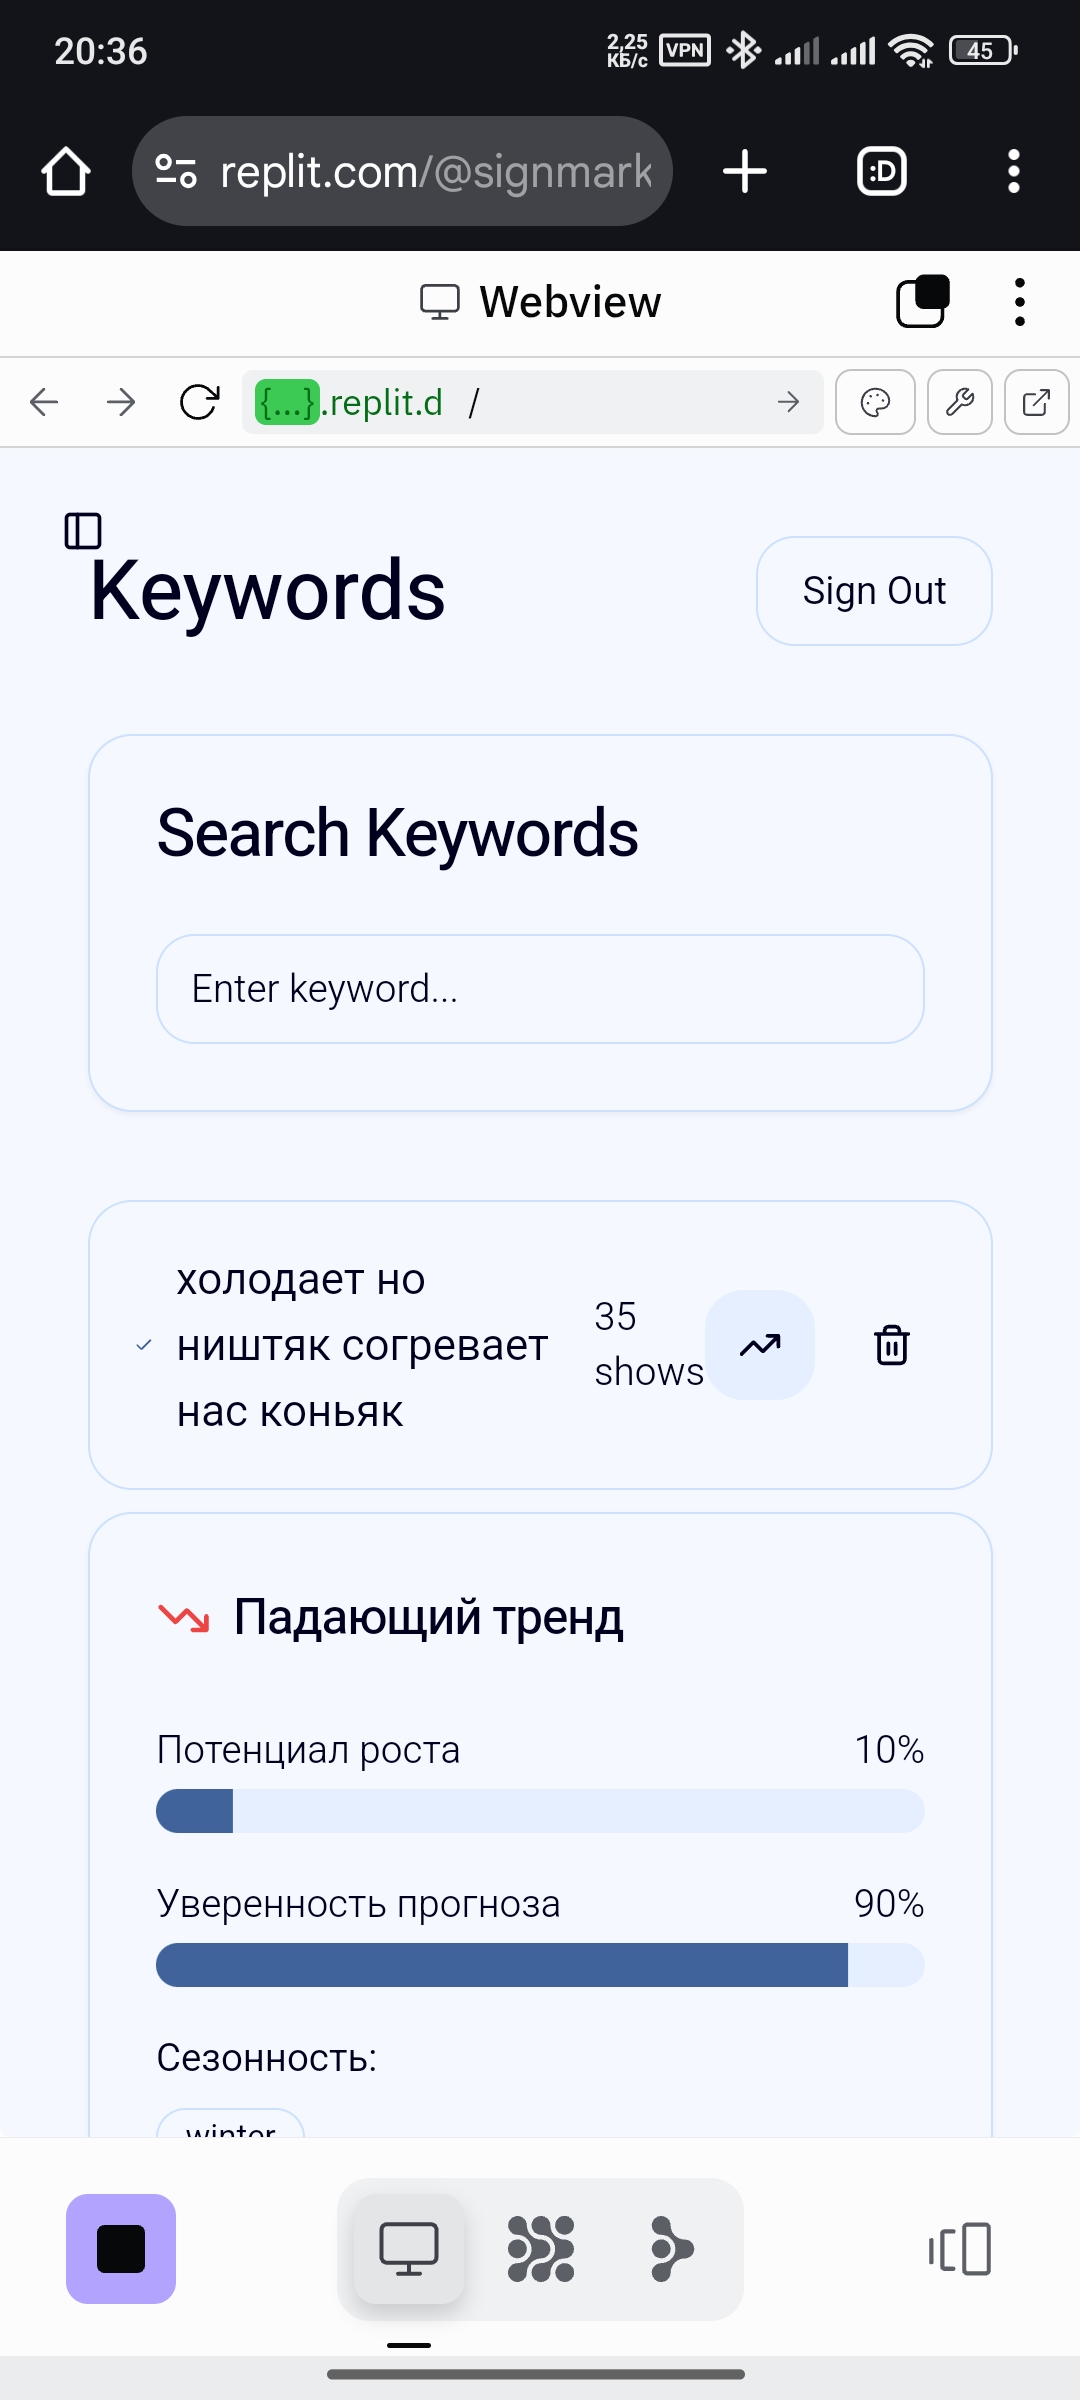 20:36
2,25
КБ/с
VPN
45
replit.com/@signmark
:D
Webview
{...}.replit.d /
Keywords
Sign Out
Search Keywords
Enter keyword...
холодает но
ништяк согревает
нас коньяк
35
shows
Падающий тренд
Потенциал роста 10%
Уверенность прогноза 90%
Сезонность:
winter